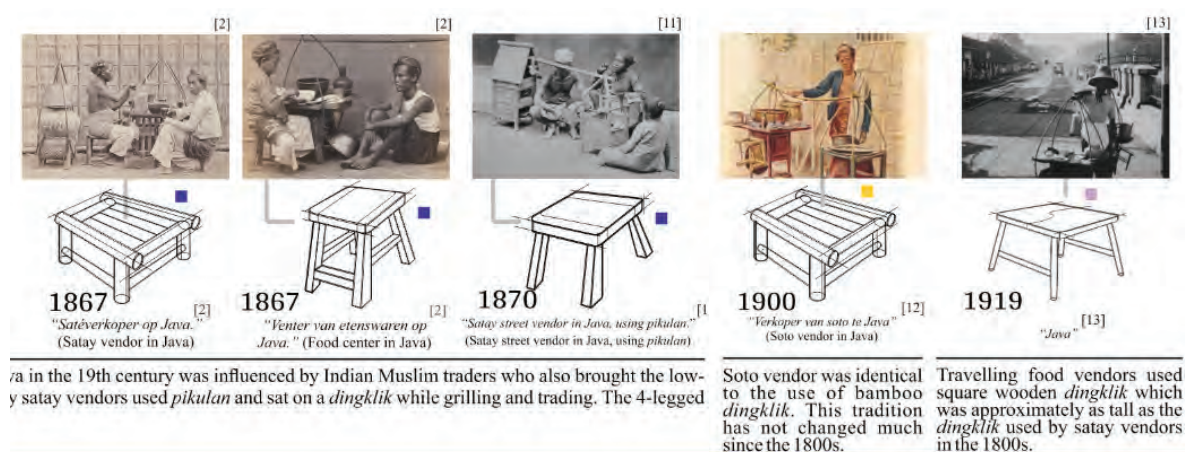 [2]
[2]
[11]
[13]
1867
[2]
"Satéverkoper op Java."
(Satay vendor in Java)
1867
[2]
"Venter van etenswaren op
Java." (Food center in Java)
1870
[1
"Satay street vendor in Java, using pikulan."
(Satay street vendor in Java, using pikulan)
1900
[12]
"Verkoper van soto te Java"
(Soto vendor in Java)
1919
[13]
"Java"
va in the 19th century was influenced by Indian Muslim traders who also brought the low-
y satay vendors used pikulan and sat on a dingklik while grilling and trading. The 4-legged
Soto vendor was identical
to the use of bamboo
dingklik. This tradition
has not changed much
since the 1800s.
Travelling food vendors used
square wooden dingklik which
was approximately as tall as the
dingklik used by satay vendors
in the 1800s.